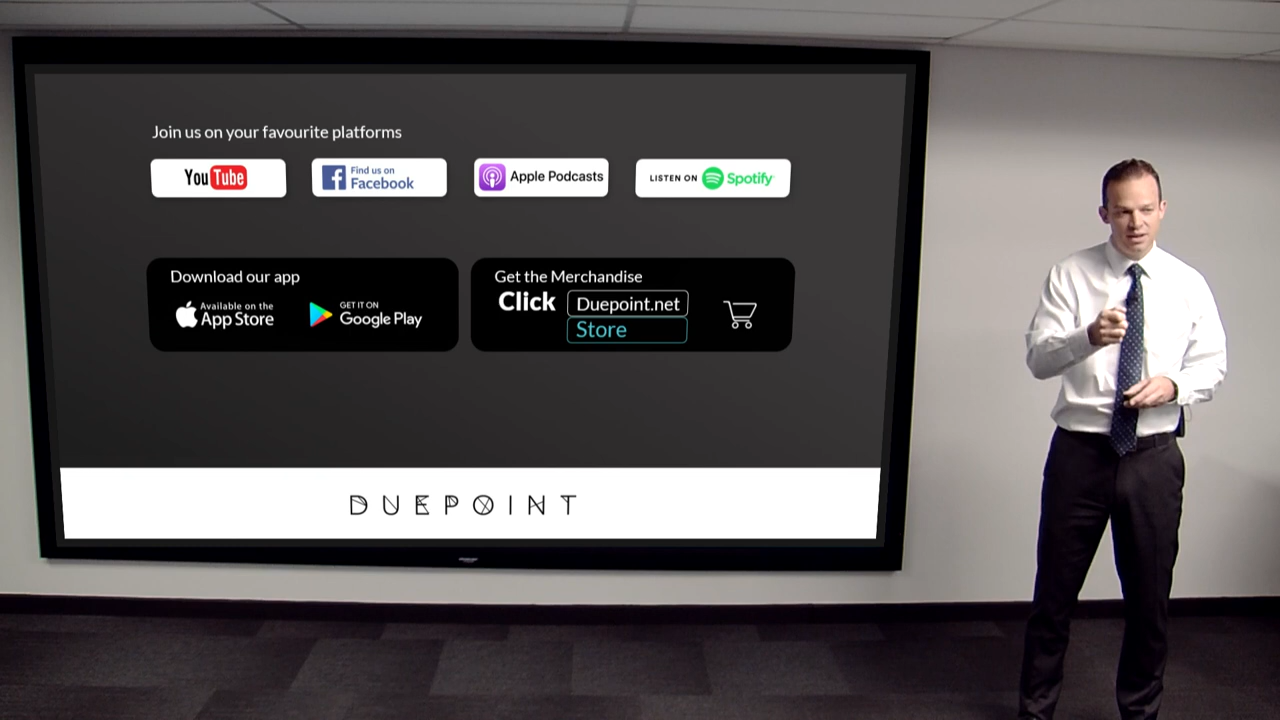 Join us on your favourite platforms
YouTube
Find us on
Facebook
Apple Podcasts
LISTEN ON Spotify
Download our app
Available on the
App Store
GET IT ON
Google Play
Get the Merchandise
Click Duepoint.net
Store
DUEPOINT